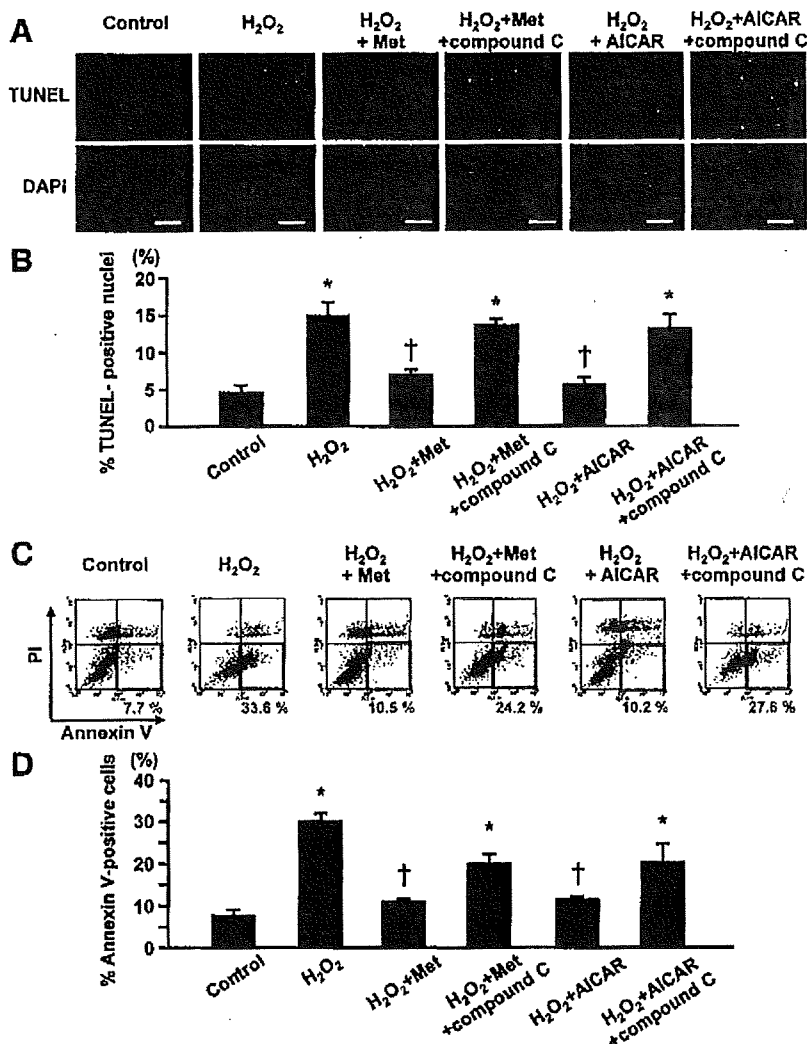 A
Control
H₂O₂
H₂O₂ + Met
H₂O₂+Met +compound C
H₂O₂ + AICAR
H₂O₂+AICAR +compound C
TUNEL
DAPI
B
(%)
% TUNEL- positive nuclei
20
15
10
5
0
*
†
*
†
*
Control
H₂O₂
H₂O₂+Met
H₂O₂+Met +compound C
H₂O₂+AICAR
H₂O₂+AICAR +compound C
C
Control
H₂O₂
H₂O₂ + Met
H₂O₂+Met +compound C
H₂O₂ + AICAR
H₂O₂+AICAR +compound C
PI
Annexin V
7.7 %
33.6 %
10.5 %
24.2 %
10.2 %
27.6 %
D
(%)
% Annexin V-positive cells
40
30
20
10
0
*
†
*
†
*
Control
H₂O₂
H₂O₂+Met
H₂O₂+Met +compound C
H₂O₂+AICAR
H₂O₂+AICAR +compound C